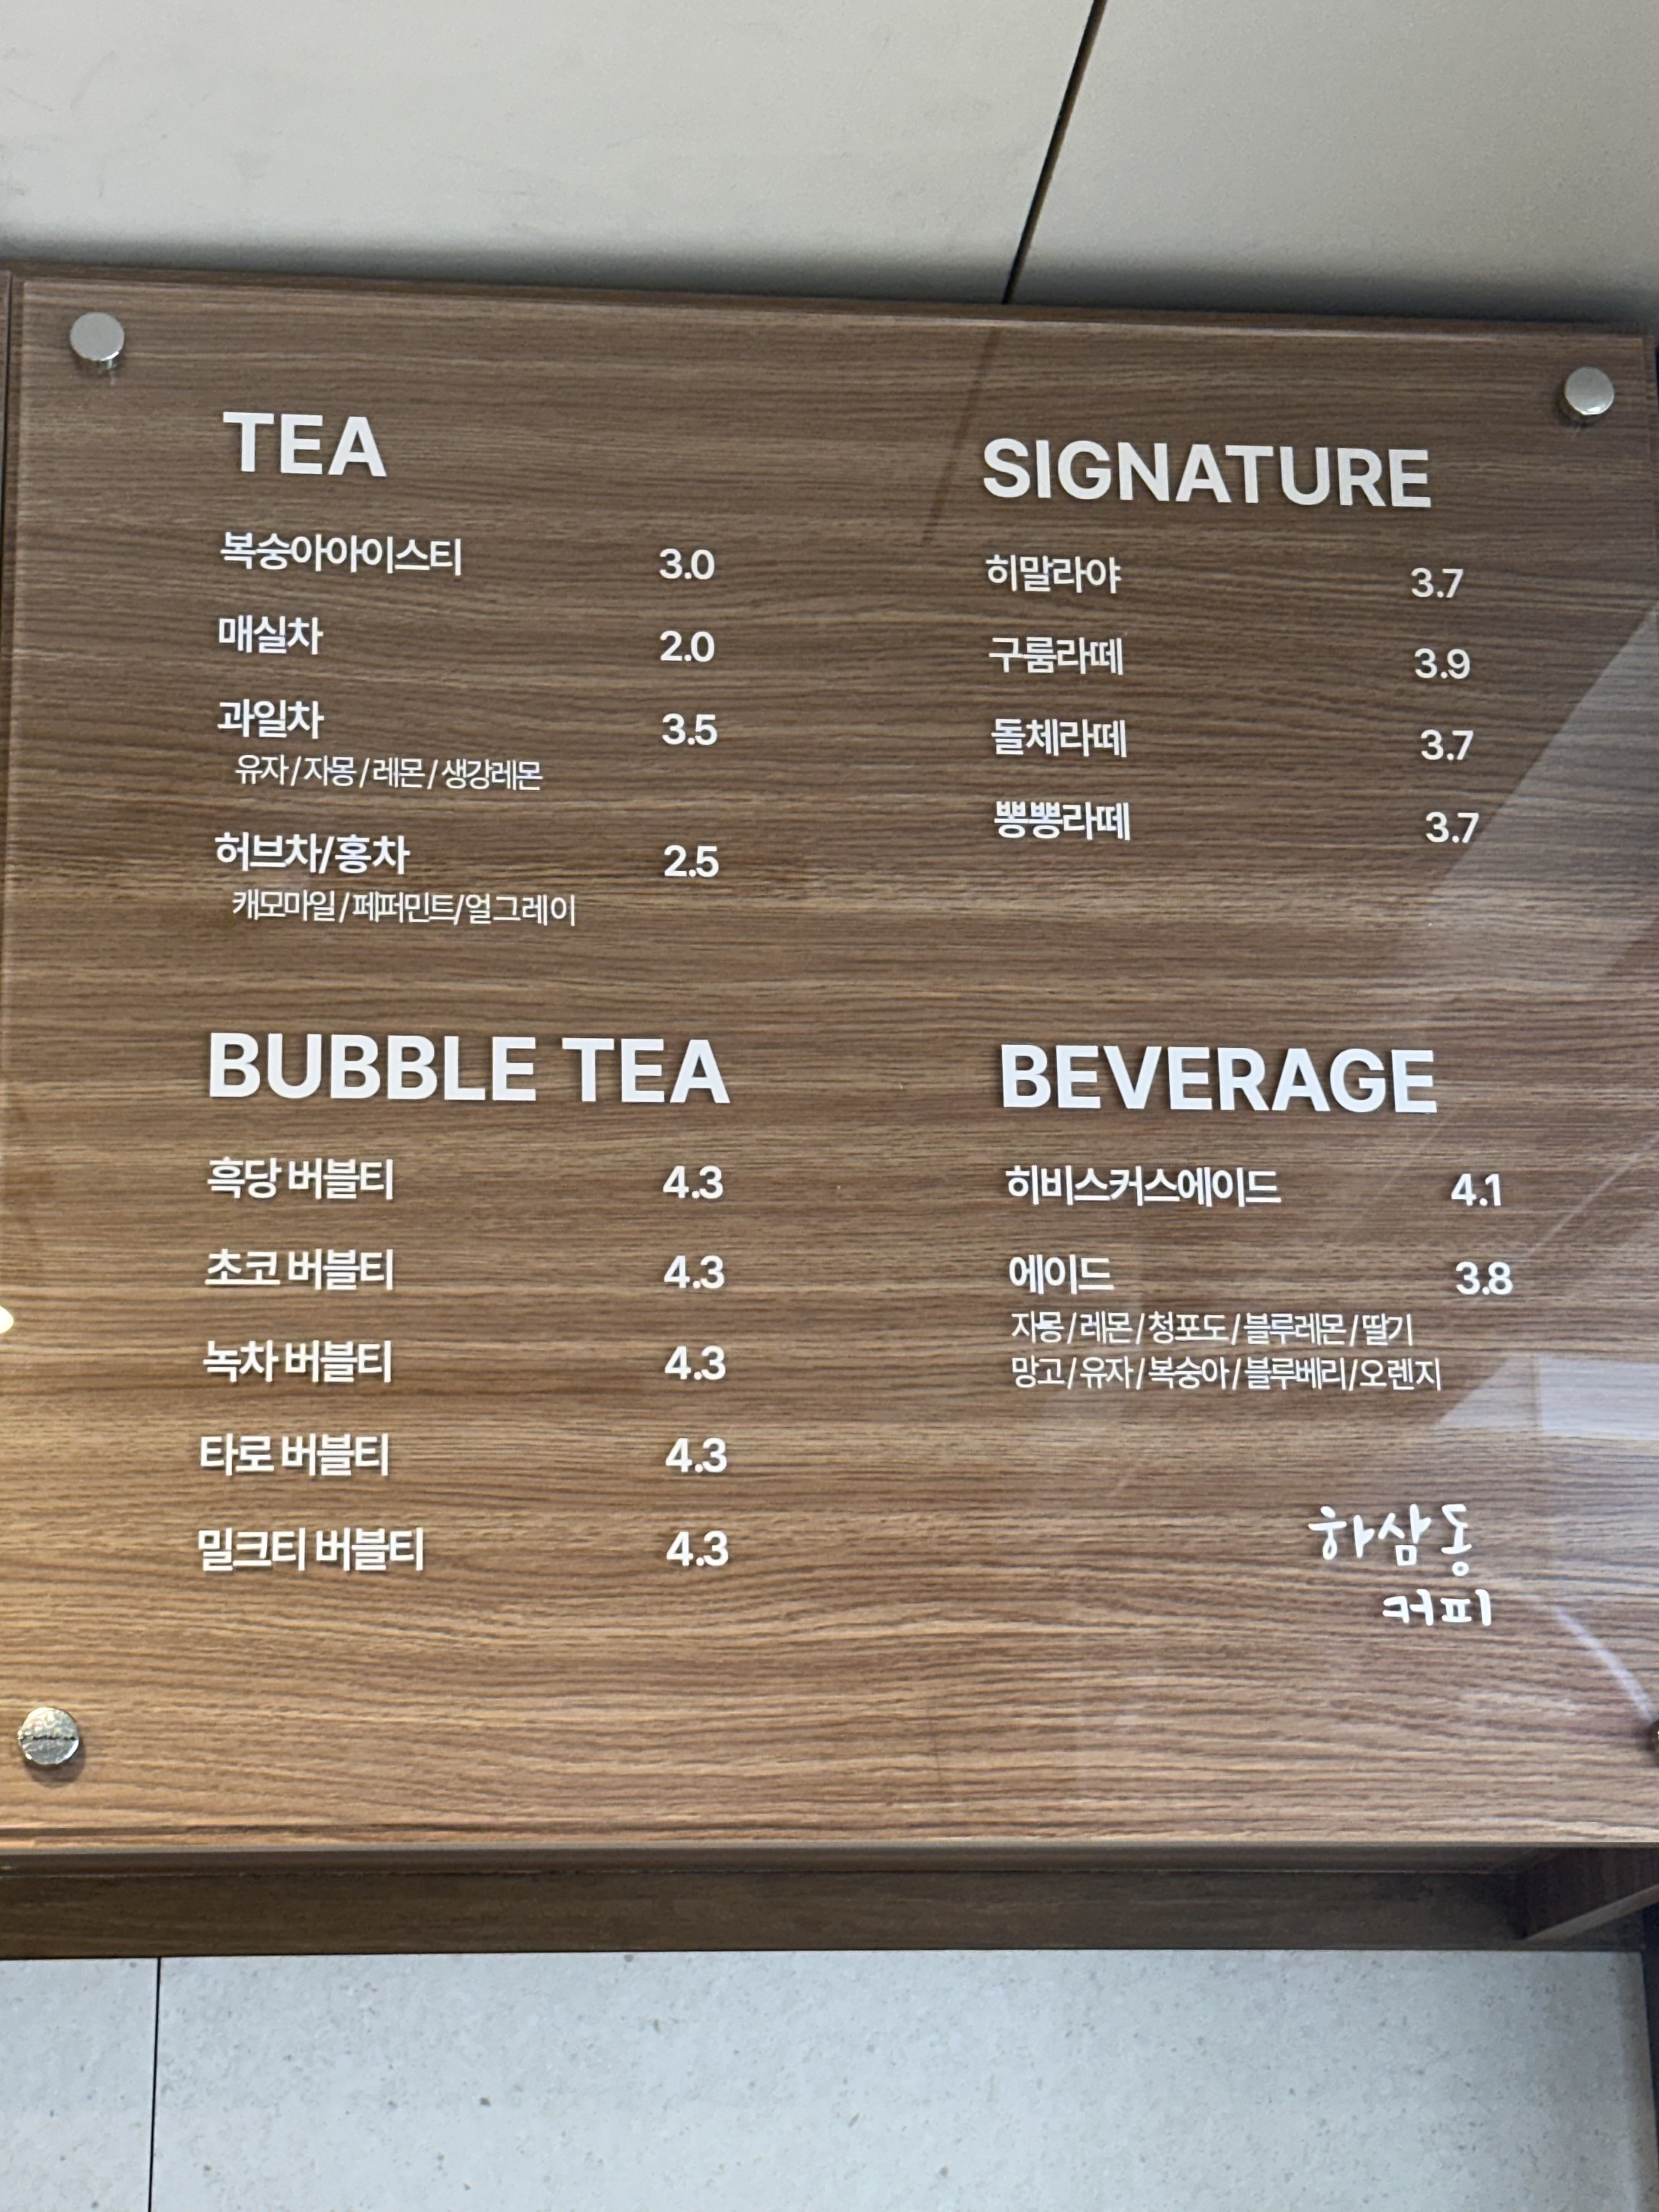 TEA
복숭아아이스티 3.0
매실차 2.0
과일차 3.5
유자/자몽/레몬/생강레몬
허브차/홍차 2.5
캐모마일/페퍼민트/얼그레이
SIGNATURE
히말라야 3.7
구룸라떼 3.9
돌체라떼 3.7
뽕뽕라떼 3.7
BUBBLE TEA
흑당 버블티 4.3
초코 버블티 4.3
녹차 버블티 4.3
타로 버블티 4.3
밀크티 버블티 4.3
BEVERAGE
히비스커스에이드 4.1
에이드 3.8
자몽/레몬/청포도/블루레몬/딸기
망고/유자/복숭아/블루베리/오렌지
하삼동
커피